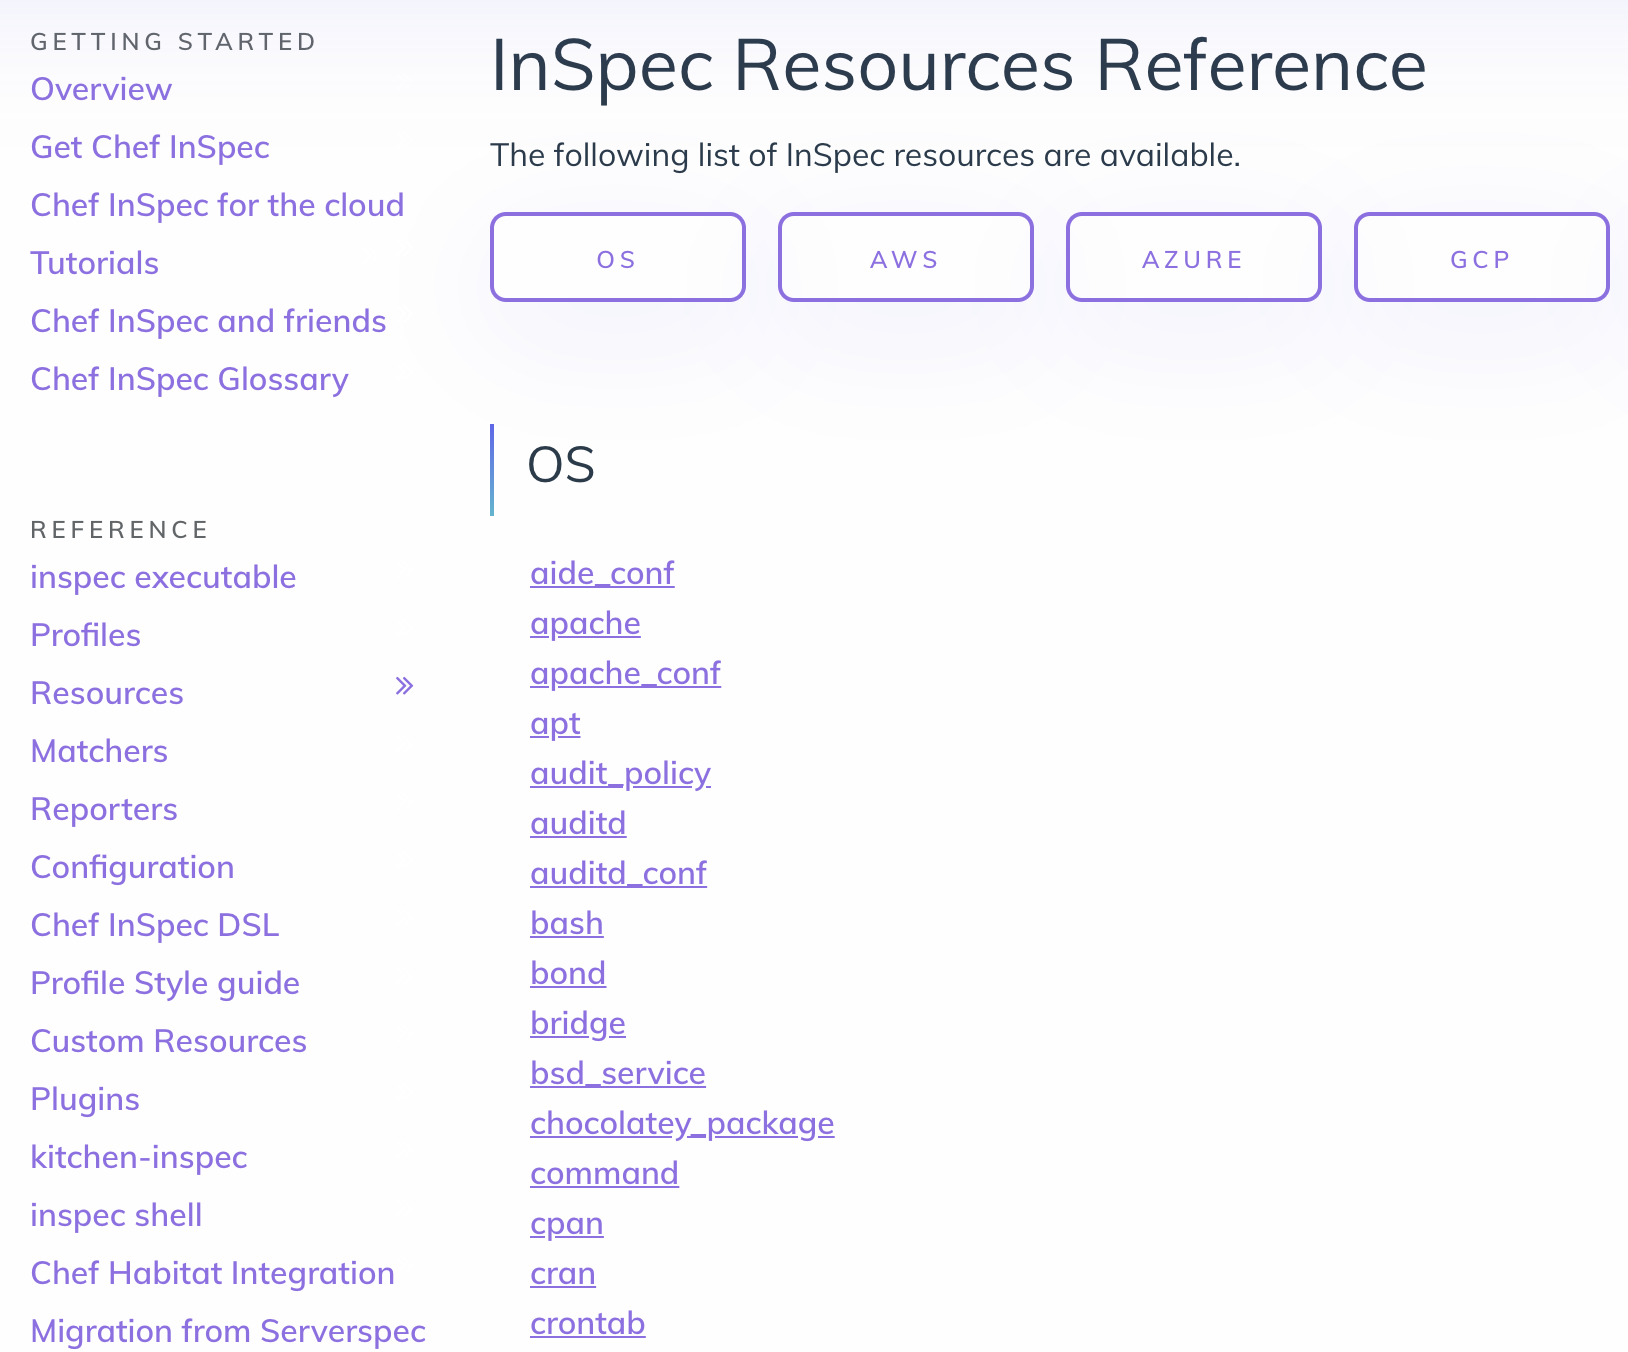 GETTING STARTED
Overview
Get Chef InSpec
Chef InSpec for the cloud
Tutorials
Chef InSpec and friends
Chef InSpec Glossary
REFERENCE
inspec executable
Profiles
Resources »
Matchers
Reporters
Configuration
Chef InSpec DSL
Profile Style guide
Custom Resources
Plugins
kitchen-inspec
inspec shell
Chef Habitat Integration
Migration from Serverspec
InSpec Resources Reference
The following list of InSpec resources are available.
OS AWS AZURE GCP
OS
aide_conf
apache
apache_conf
apt
audit_policy
auditd
auditd_conf
bash
bond
bridge
bsd_service
chocolatey_package
command
cpan
cran
crontab